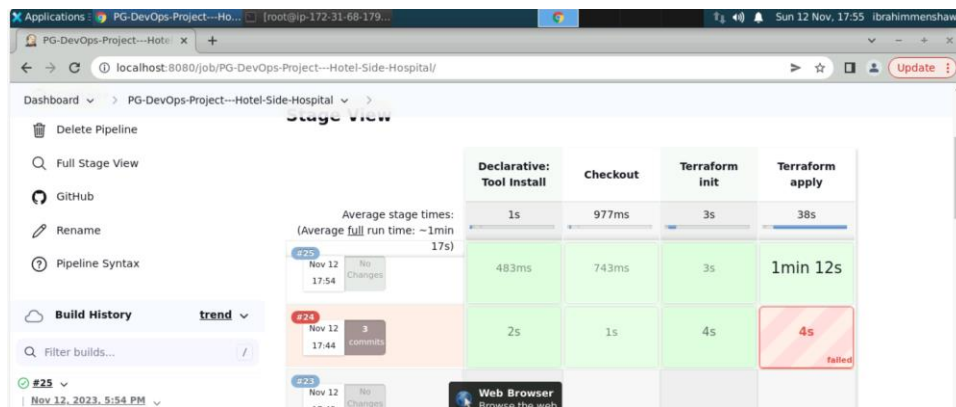 Applications
PG-DevOps-Project---Ho...
[root@ip-172-31-68-179...
Sun 12 Nov, 17:55
ibrahimmenshaw
PG-DevOps-Project---Hotel
localhost:8080/job/PG-DevOps-Project---Hotel-Side-Hospital/
Update
Dashboard
PG-DevOps-Project---Hotel-Side-Hospital
Delete Pipeline
Full Stage View
GitHub
Rename
Pipeline Syntax
Build History
trend
Filter builds...
/
#25
Nov 12, 2023, 5:54 PM
Stage View
Declarative:
Tool Install
Checkout
Terraform
init
Terraform
apply
Average stage times:
(Average full run time: ~1min
17s)
1s
977ms
3s
38s
#25
Nov 12
17:54
No
Changes
483ms
743ms
3s
1min 12s
#24
Nov 12
17:44
3
commits
2s
1s
4s
4s
failed
#23
Nov 12
No
Changes
Web Browser
Browse the web